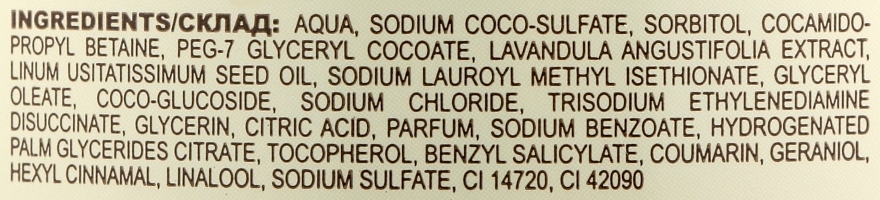 INGREDIENTS/СКЛАД: AQUA, SODIUM COCO-SULFATE, SORBITOL, COCAMIDO-
PROPYL BETAINE, PEG-7 GLYCERYL COCOATE, LAVANDULA ANGUSTIFOLIA EXTRACT,
LINUM USITATISSIMUM SEED OIL, SODIUM LAUROYL METHYL ISETHIONATE, GLYCERYL
OLEATE, COCO-GLUCOSIDE, SODIUM CHLORIDE, TRISODIUM ETHYLENEDIAMINE
DISUCCINATE, GLYCERIN, CITRIC ACID, PARFUM, SODIUM BENZOATE, HYDROGENATED
PALM GLYCERIDES CITRATE, TOCOPHEROL, BENZYL SALICYLATE, COUMARIN, GERANIOL,
HEXYL CINNAMAL, LINALOOL, SODIUM SULFATE, CI 14720, CI 42090